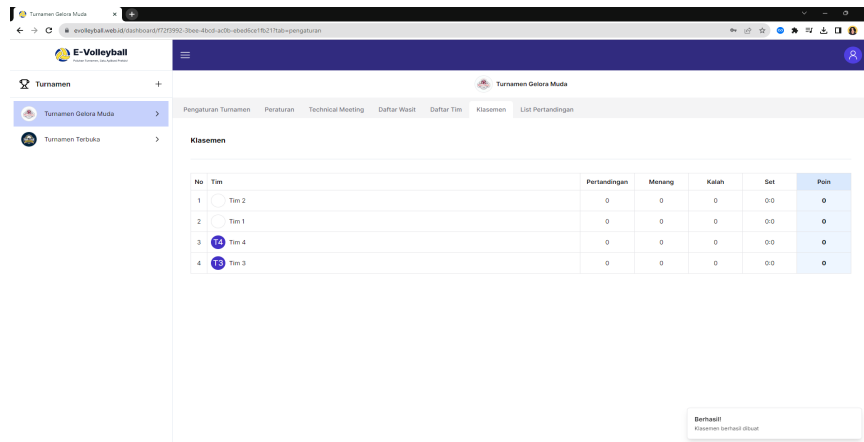 Turnamen Gelora Muda
evolleyball.web.id/dashboard/f72f3992-3bee-4bcd-ac0b-ebed6ce1fb21?tab=pengaturan
E-Volleyball
Turnamen +
Turnamen Gelora Muda
Turnamen Gelora Muda
Turnamen Terbuka
Pengaturan Turnamen Peraturan Technical Meeting Daftar Wasit Daftar Tim Klasemen List Pertandingan
Klasemen
No Tim Pertandingan Menang Kalah Set Poin
1 Tim 2 0 0 0 0:0 0
2 Tim 1 0 0 0 0:0 0
3 T4 Tim 4 0 0 0 0:0 0
4 T3 Tim 3 0 0 0 0:0 0
Berhasil!
Klasemen berhasil dibuat